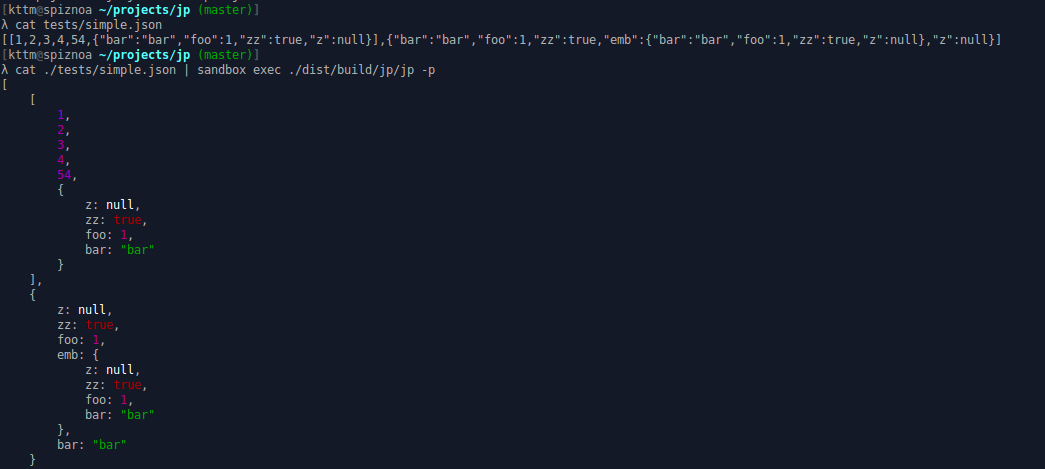 [kttm@spiznoa ~/projects/jp (master)]
λ cat tests/simple.json
[[1,2,3,4,54,{"bar":"bar","foo":1,"zz":true,"z":null}],{"bar":"bar","foo":1,"zz":true,"emb":{"bar":"bar","foo":1,"zz":true,"z":null},"z":null}]
[kttm@spiznoa ~/projects/jp (master)]
λ cat ./tests/simple.json | sandbox exec ./dist/build/jp/jp -p
[
    [
        1,
        2,
        3,
        4,
        54,
        {
            z: null,
            zz: true,
            foo: 1,
            bar: "bar"
        }
    ],
    {
        z: null,
        zz: true,
        foo: 1,
        emb: {
            z: null,
            zz: true,
            foo: 1,
            bar: "bar"
        },
        bar: "bar"
    }